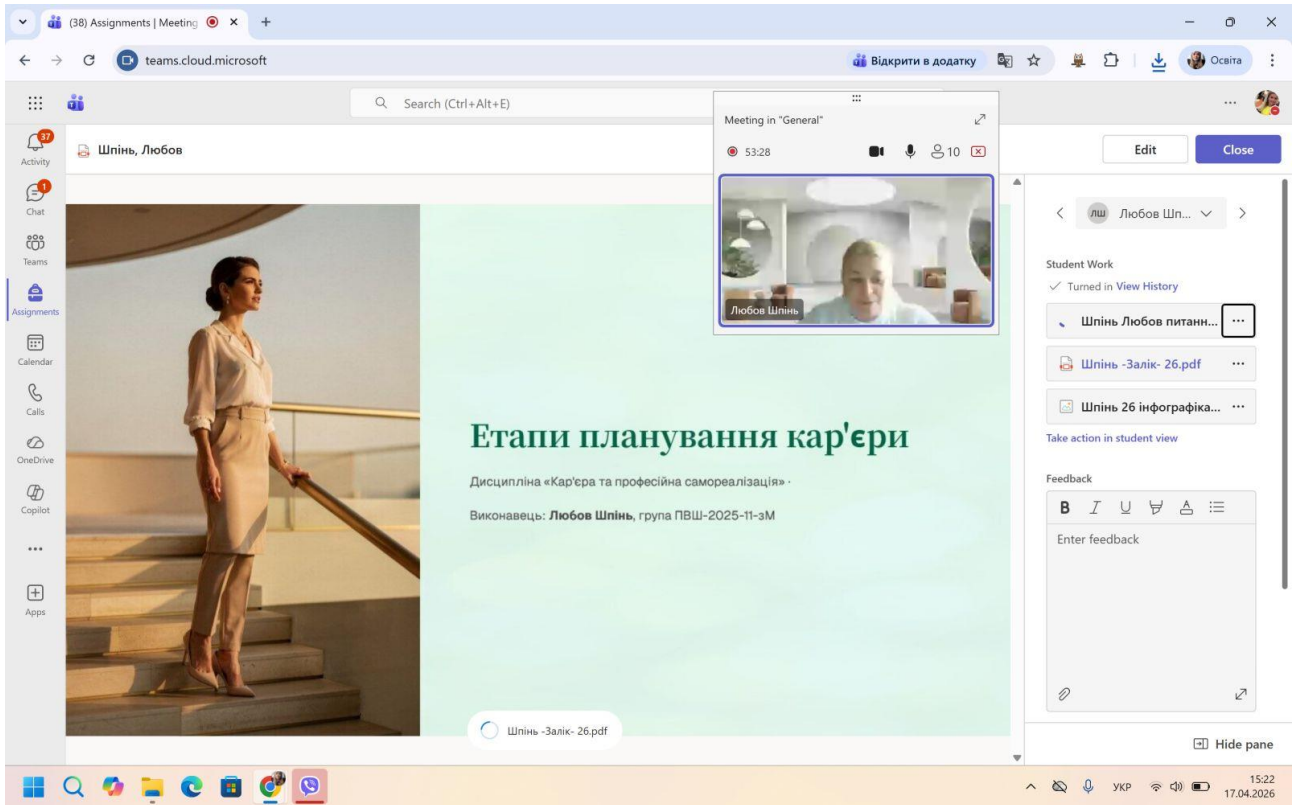 (38) Assignments | Meeting
teams.cloud.microsoft
Відкрити в додатку
Освіта
Search (Ctrl+Alt+E)
Meeting in "General"
53:28
10
Любов Шпінь
37
Activity
1
Chat
Teams
Assignments
Calendar
Calls
OneDrive
Copilot
Apps
Шпінь, Любов
Edit
Close
Етапи планування кар'єри
Дисципліна «Кар'єра та професійна самореалізація» ·
Виконавець: Любов Шпінь, група ПВШ-2025-11-зМ
Шпінь -Залік- 26.pdf
ЛШ
Любов Шп...
Student Work
Turned in View History
Шпінь Любов питанн...
Шпінь -Залік- 26.pdf
Шпінь 26 інфографіка...
Take action in student view
Feedback
B I U A
Enter feedback
Hide pane
УКР
15:22
17.04.2026